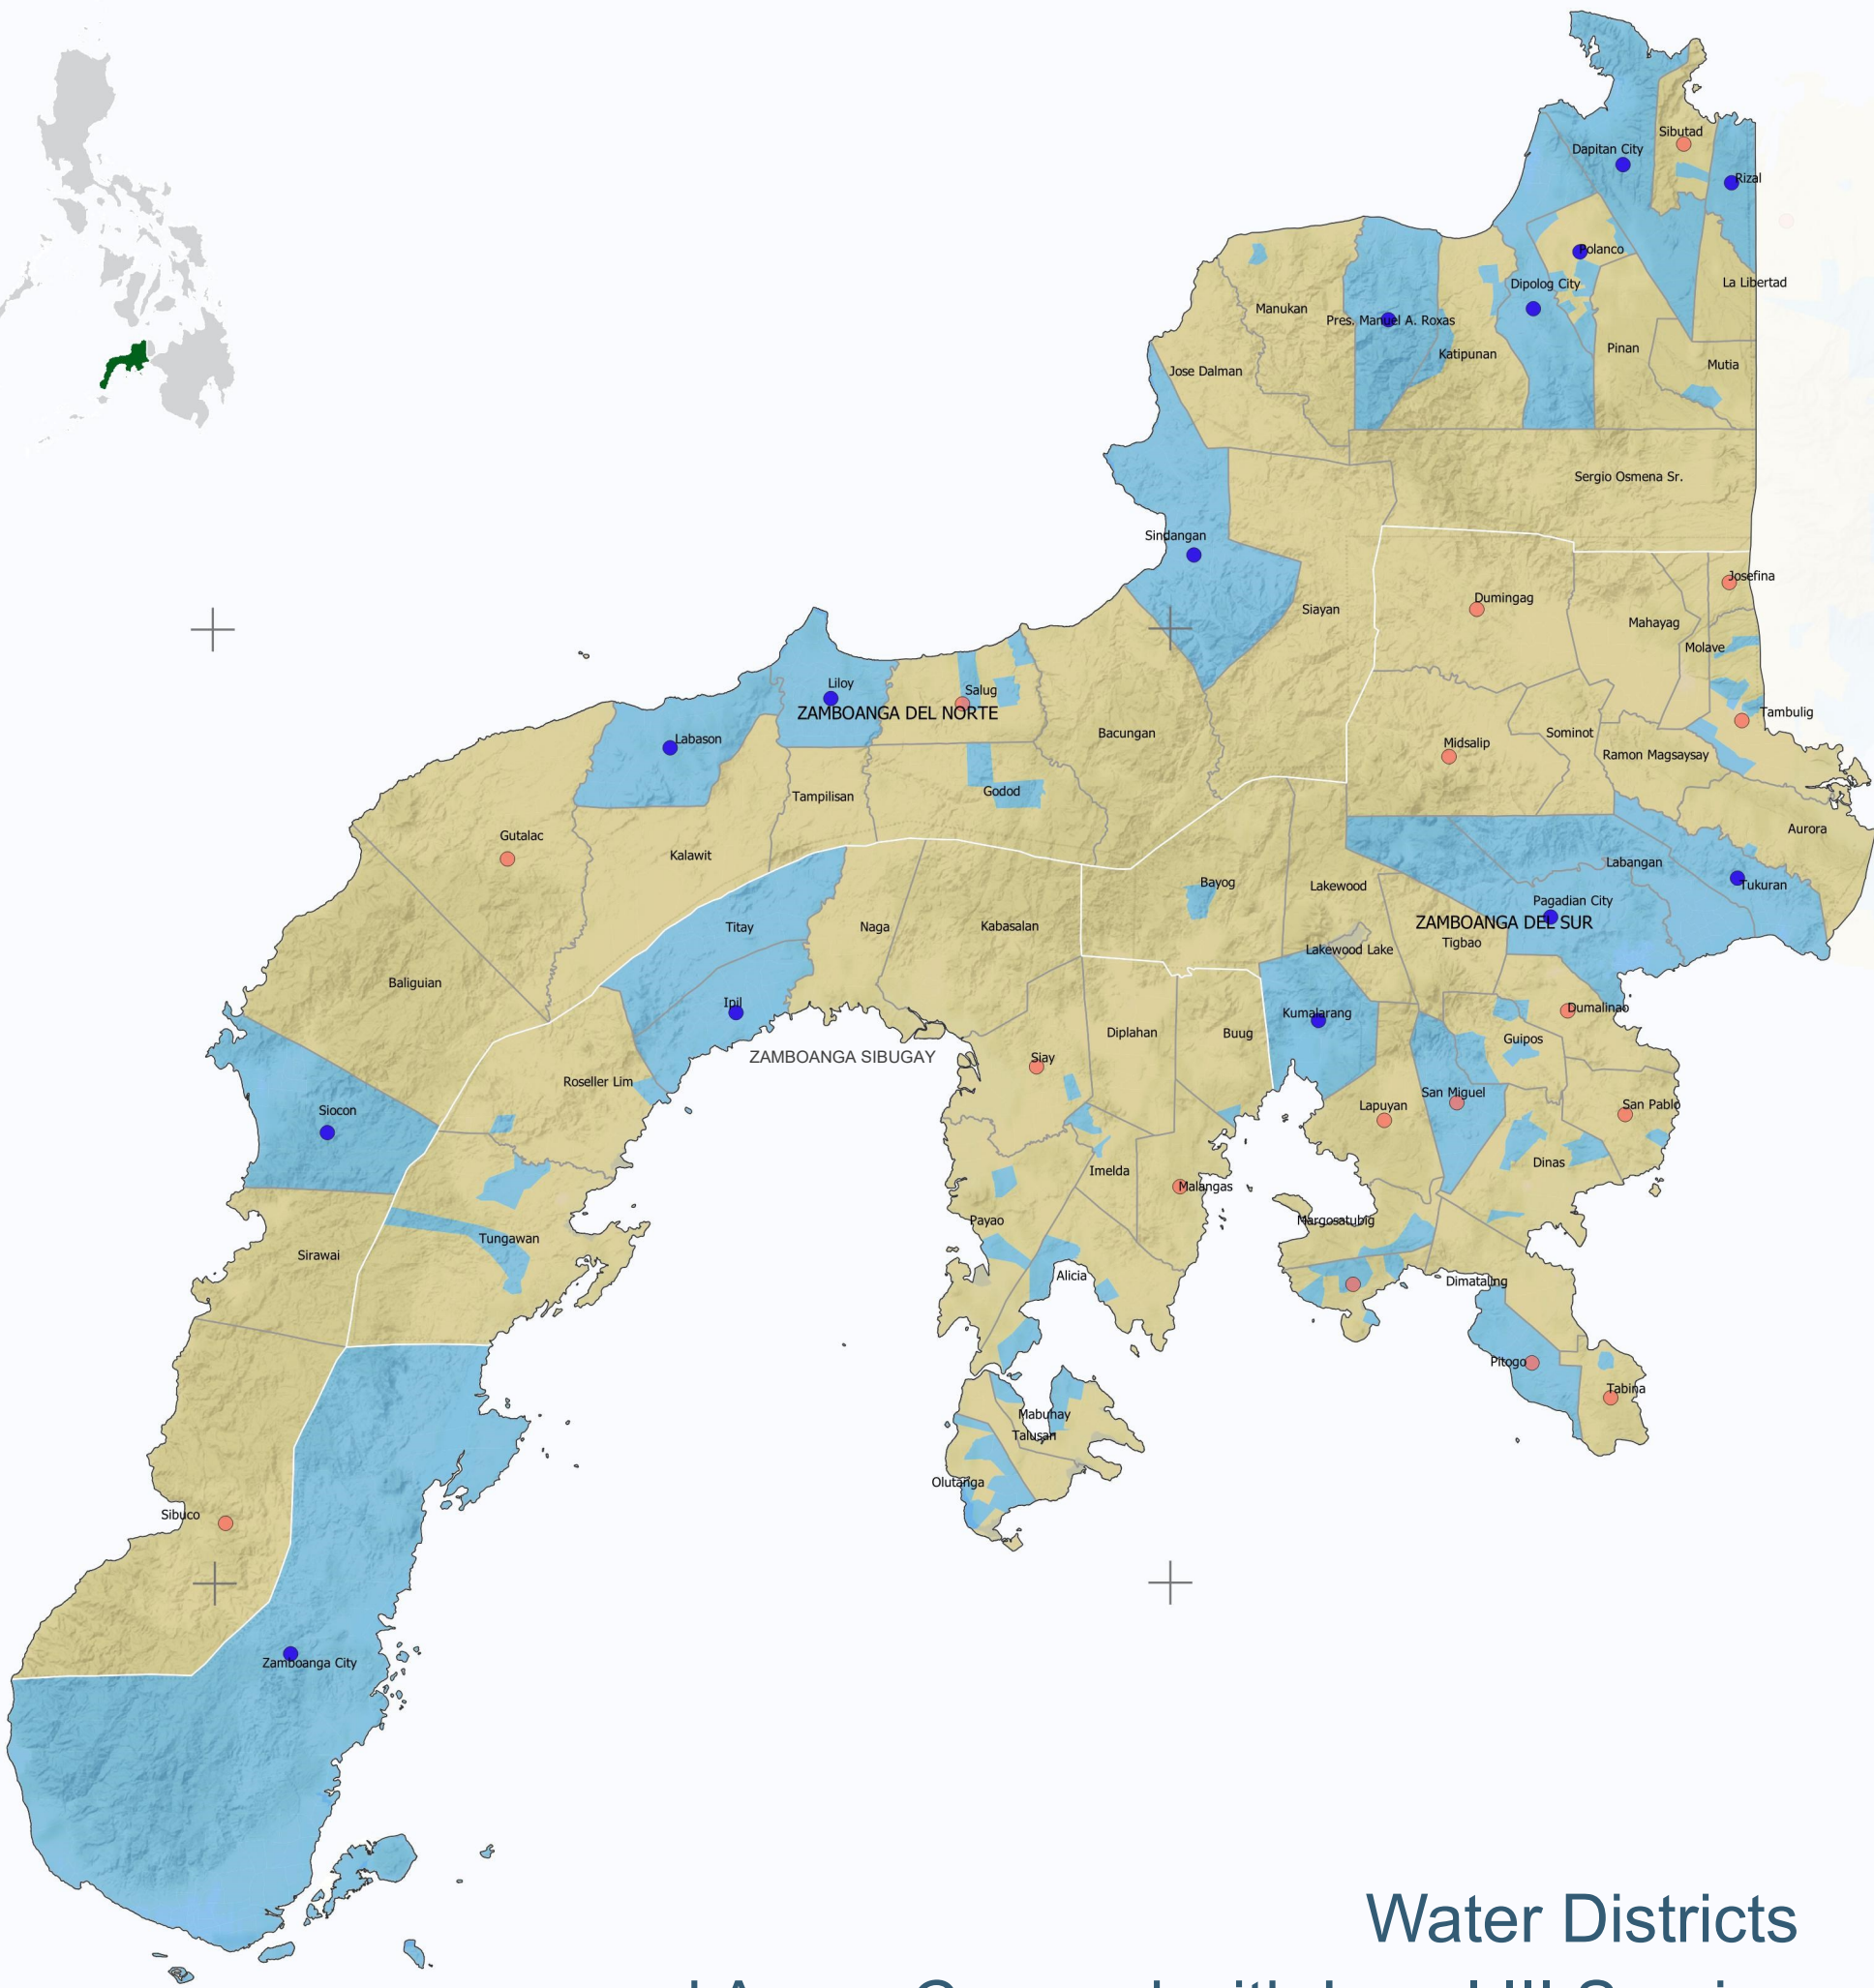 Sibutad
Dapitan City
Rizal
Polanco
La Libertad
Dipolog City
Manukan
Pres. Manuel A. Roxas
Pinan
Katipunan
Mutia
Jose Dalman
Sergio Osmena Sr.
Sindangan
Josefina
Dumingag
Siayan
Mahayag
Molave
Liloy
Salug
ZAMBOANGA DEL NORTE
Tambulig
Bacungan
Sominot
Labason
Midsalip
Ramon Magsaysay
Godod
Tampilisan
Aurora
Gutalac
Kalawit
Labangan
Bayog
Lakewood
Tukuran
Pagadian City
ZAMBOANGA DEL SUR
Titay
Naga
Kabasalan
Tigbao
Lakewood Lake
Baliguian
Ipil
Dumalinao
Kumalarang
Diplahan
Buug
Guipos
ZAMBOANGA SIBUGAY
Siay
Roseller Lim
San Miguel
Siocon
Lapuyan
San Pablo
Dinas
Imelda
Malangas
Payao
Margosatubig
Tungawan
Sirawai
Alicia
Dimataling
Pitogo
Tabina
Mabuhay
Talusan
Olutanga
Sibuco
Zamboanga City
Water Districts